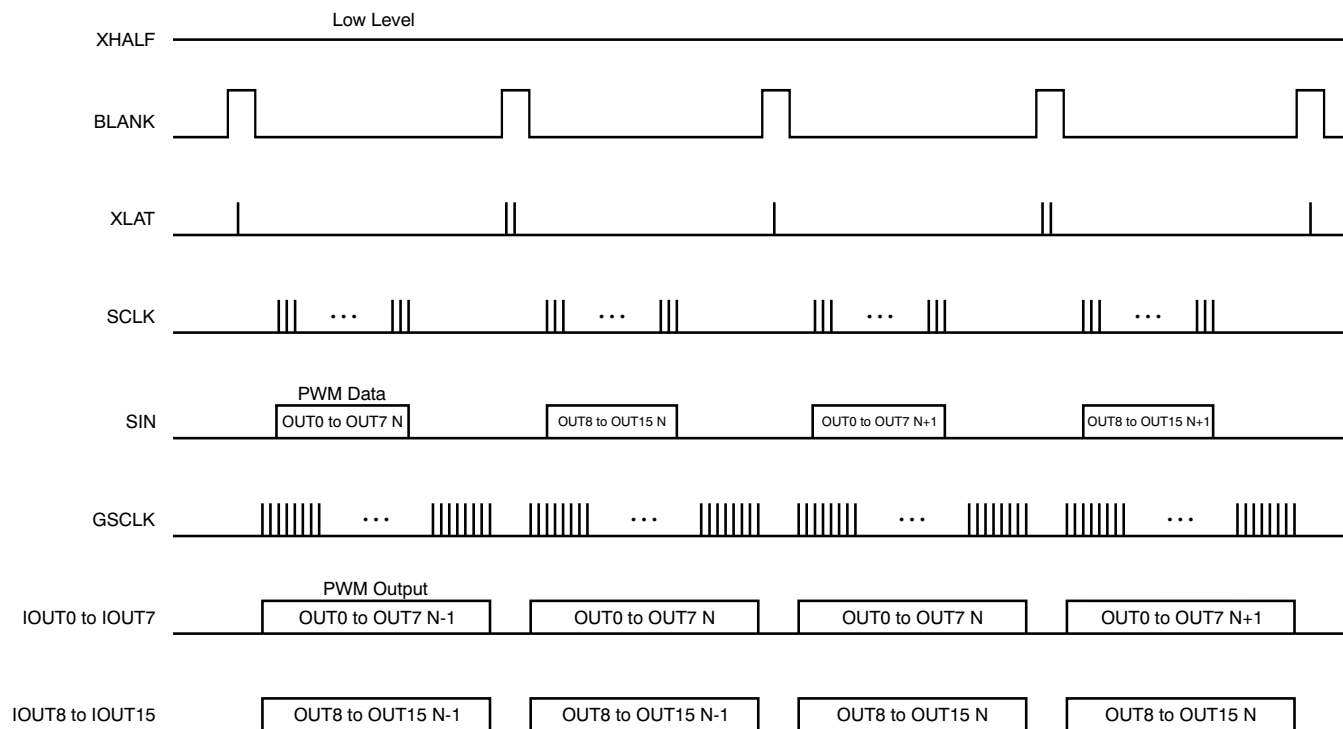 Low Level
XHALF
BLANK
XLAT
SCLK
...
...
...
...
PWM Data
SIN
OUT0 to OUT7 N
OUT8 to OUT15 N
OUT0 to OUT7 N+1
OUT8 to OUT15 N+1
GSCLK
...
...
...
...
PWM Output
IOUT0 to IOUT7
OUT0 to OUT7 N-1
OUT0 to OUT7 N
OUT0 to OUT7 N
OUT0 to OUT7 N+1
IOUT8 to IOUT15
OUT8 to OUT15 N-1
OUT8 to OUT15 N-1
OUT8 to OUT15 N
OUT8 to OUT15 N